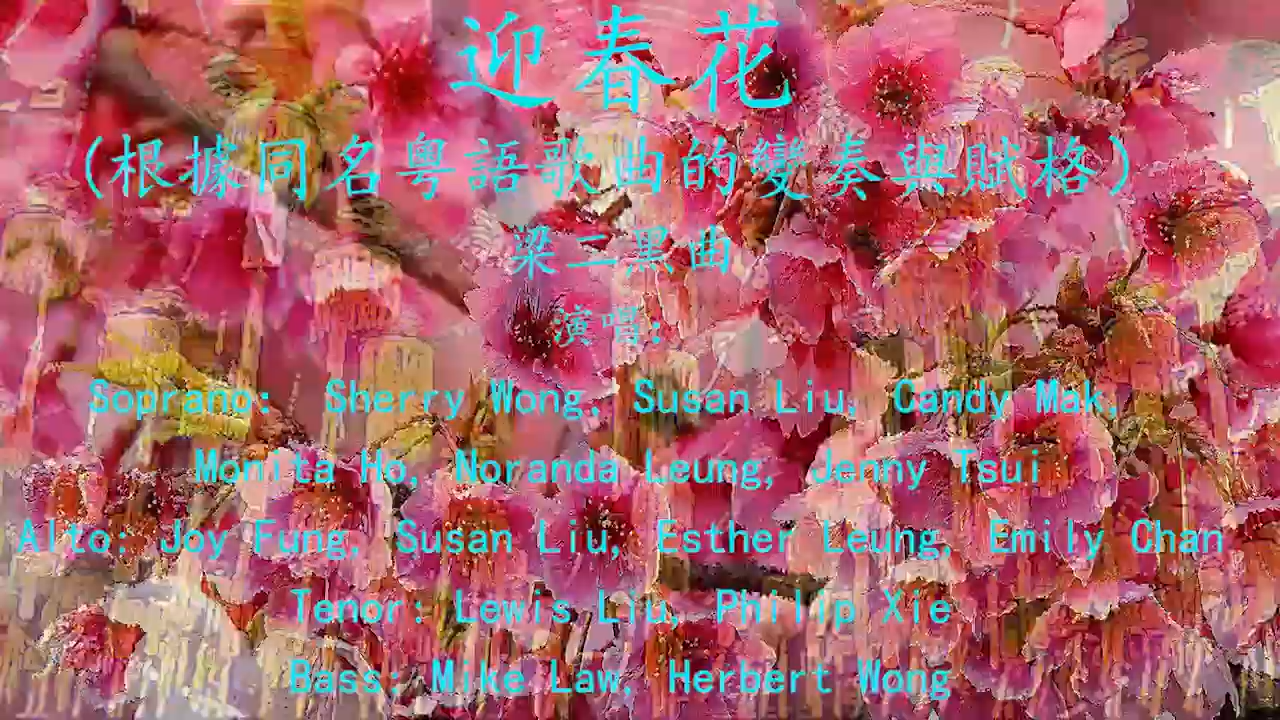 迎春花
(根據同名粵語歌曲的變奏與賦格)
梁二黑曲
演唱:
Soprano: Sherry Wong, Susan Liu, Candy Mak,
Monita Ho, Noranda Leung, Jenny Tsui
Alto: Joy Fung, Susan Liu, Esther Leung, Emily Chan
Tenor: Lewis Liu, Philip Xie
Bass: Mike Law, Herbert Wong